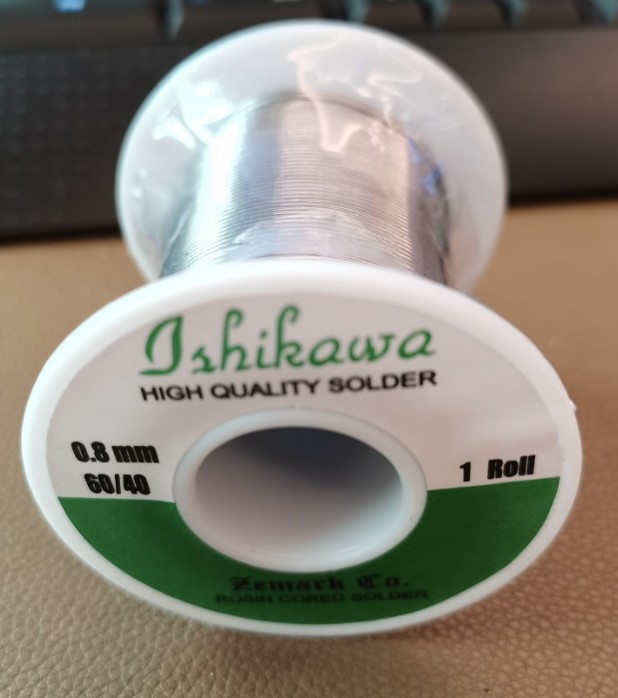 Ishikawa
HIGH QUALITY SOLDER
0.8 mm
60/40
1 Roll
Zemark Co.
ROSIN CORED SOLDER